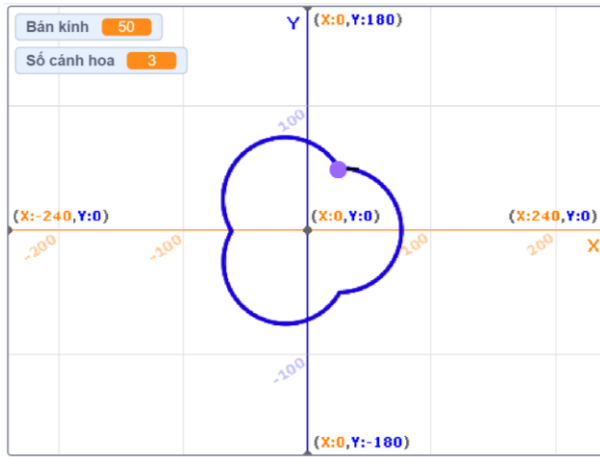 Bán kính 50
Số cánh hoa 3
Y
(X:0,Y:180)
100
(X:-240,Y:0)
(X:0,Y:0)
(X:240,Y:0)
-200
-100
100
200
X
-100
(X:0,Y:-180)